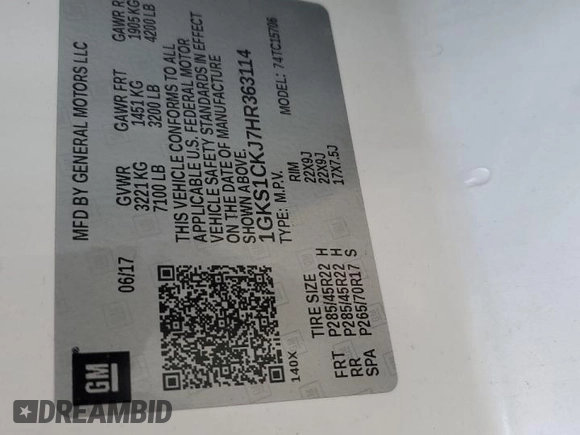 MFD BY GENERAL MOTORS LLC
06/17
GVWR GAWR FRT GAWR R
3221 KG 1451 KG 1905 KG
7100 LB 3200 LB 4200 LB
THIS VEHICLE CONFORMS TO ALL
APPLICABLE U.S. FEDERAL MOTOR
VEHICLE SAFETY STANDARDS IN EFFECT
ON THE DATE OF MANUFACTURE
SHOWN ABOVE.
1GKS1CKJ7HR363114
TYPE: M.P.V. MODEL: 74TC15706
140X
TIRE SIZE RIM
FRT P285/45R22 H 22X9J
RR P285/45R22 H 22X9J
SPA P265/70R17 S 17X7.5J
GM
®
DREAMBID